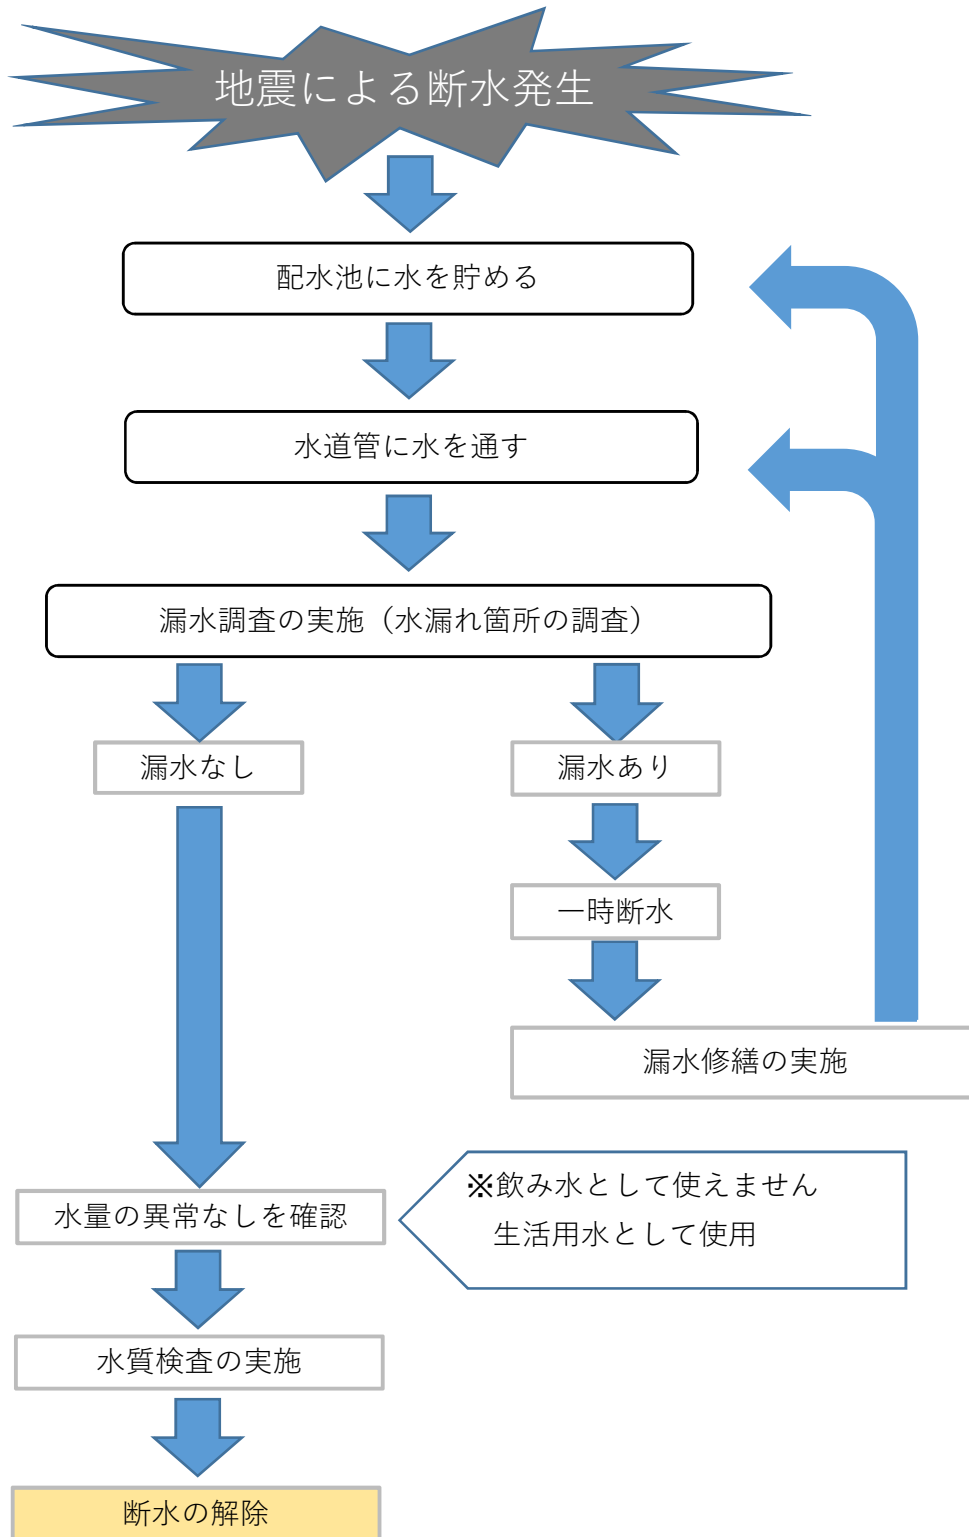 地震による断水発生
配水池に水を貯める
水道管に水を通す
漏水調査の実施（水漏れ箇所の調査）
漏水なし
漏水あり
一時断水
漏水修繕の実施
※飲み水として使えません
生活用水として使用
水量の異常なしを確認
水質検査の実施
断水の解除